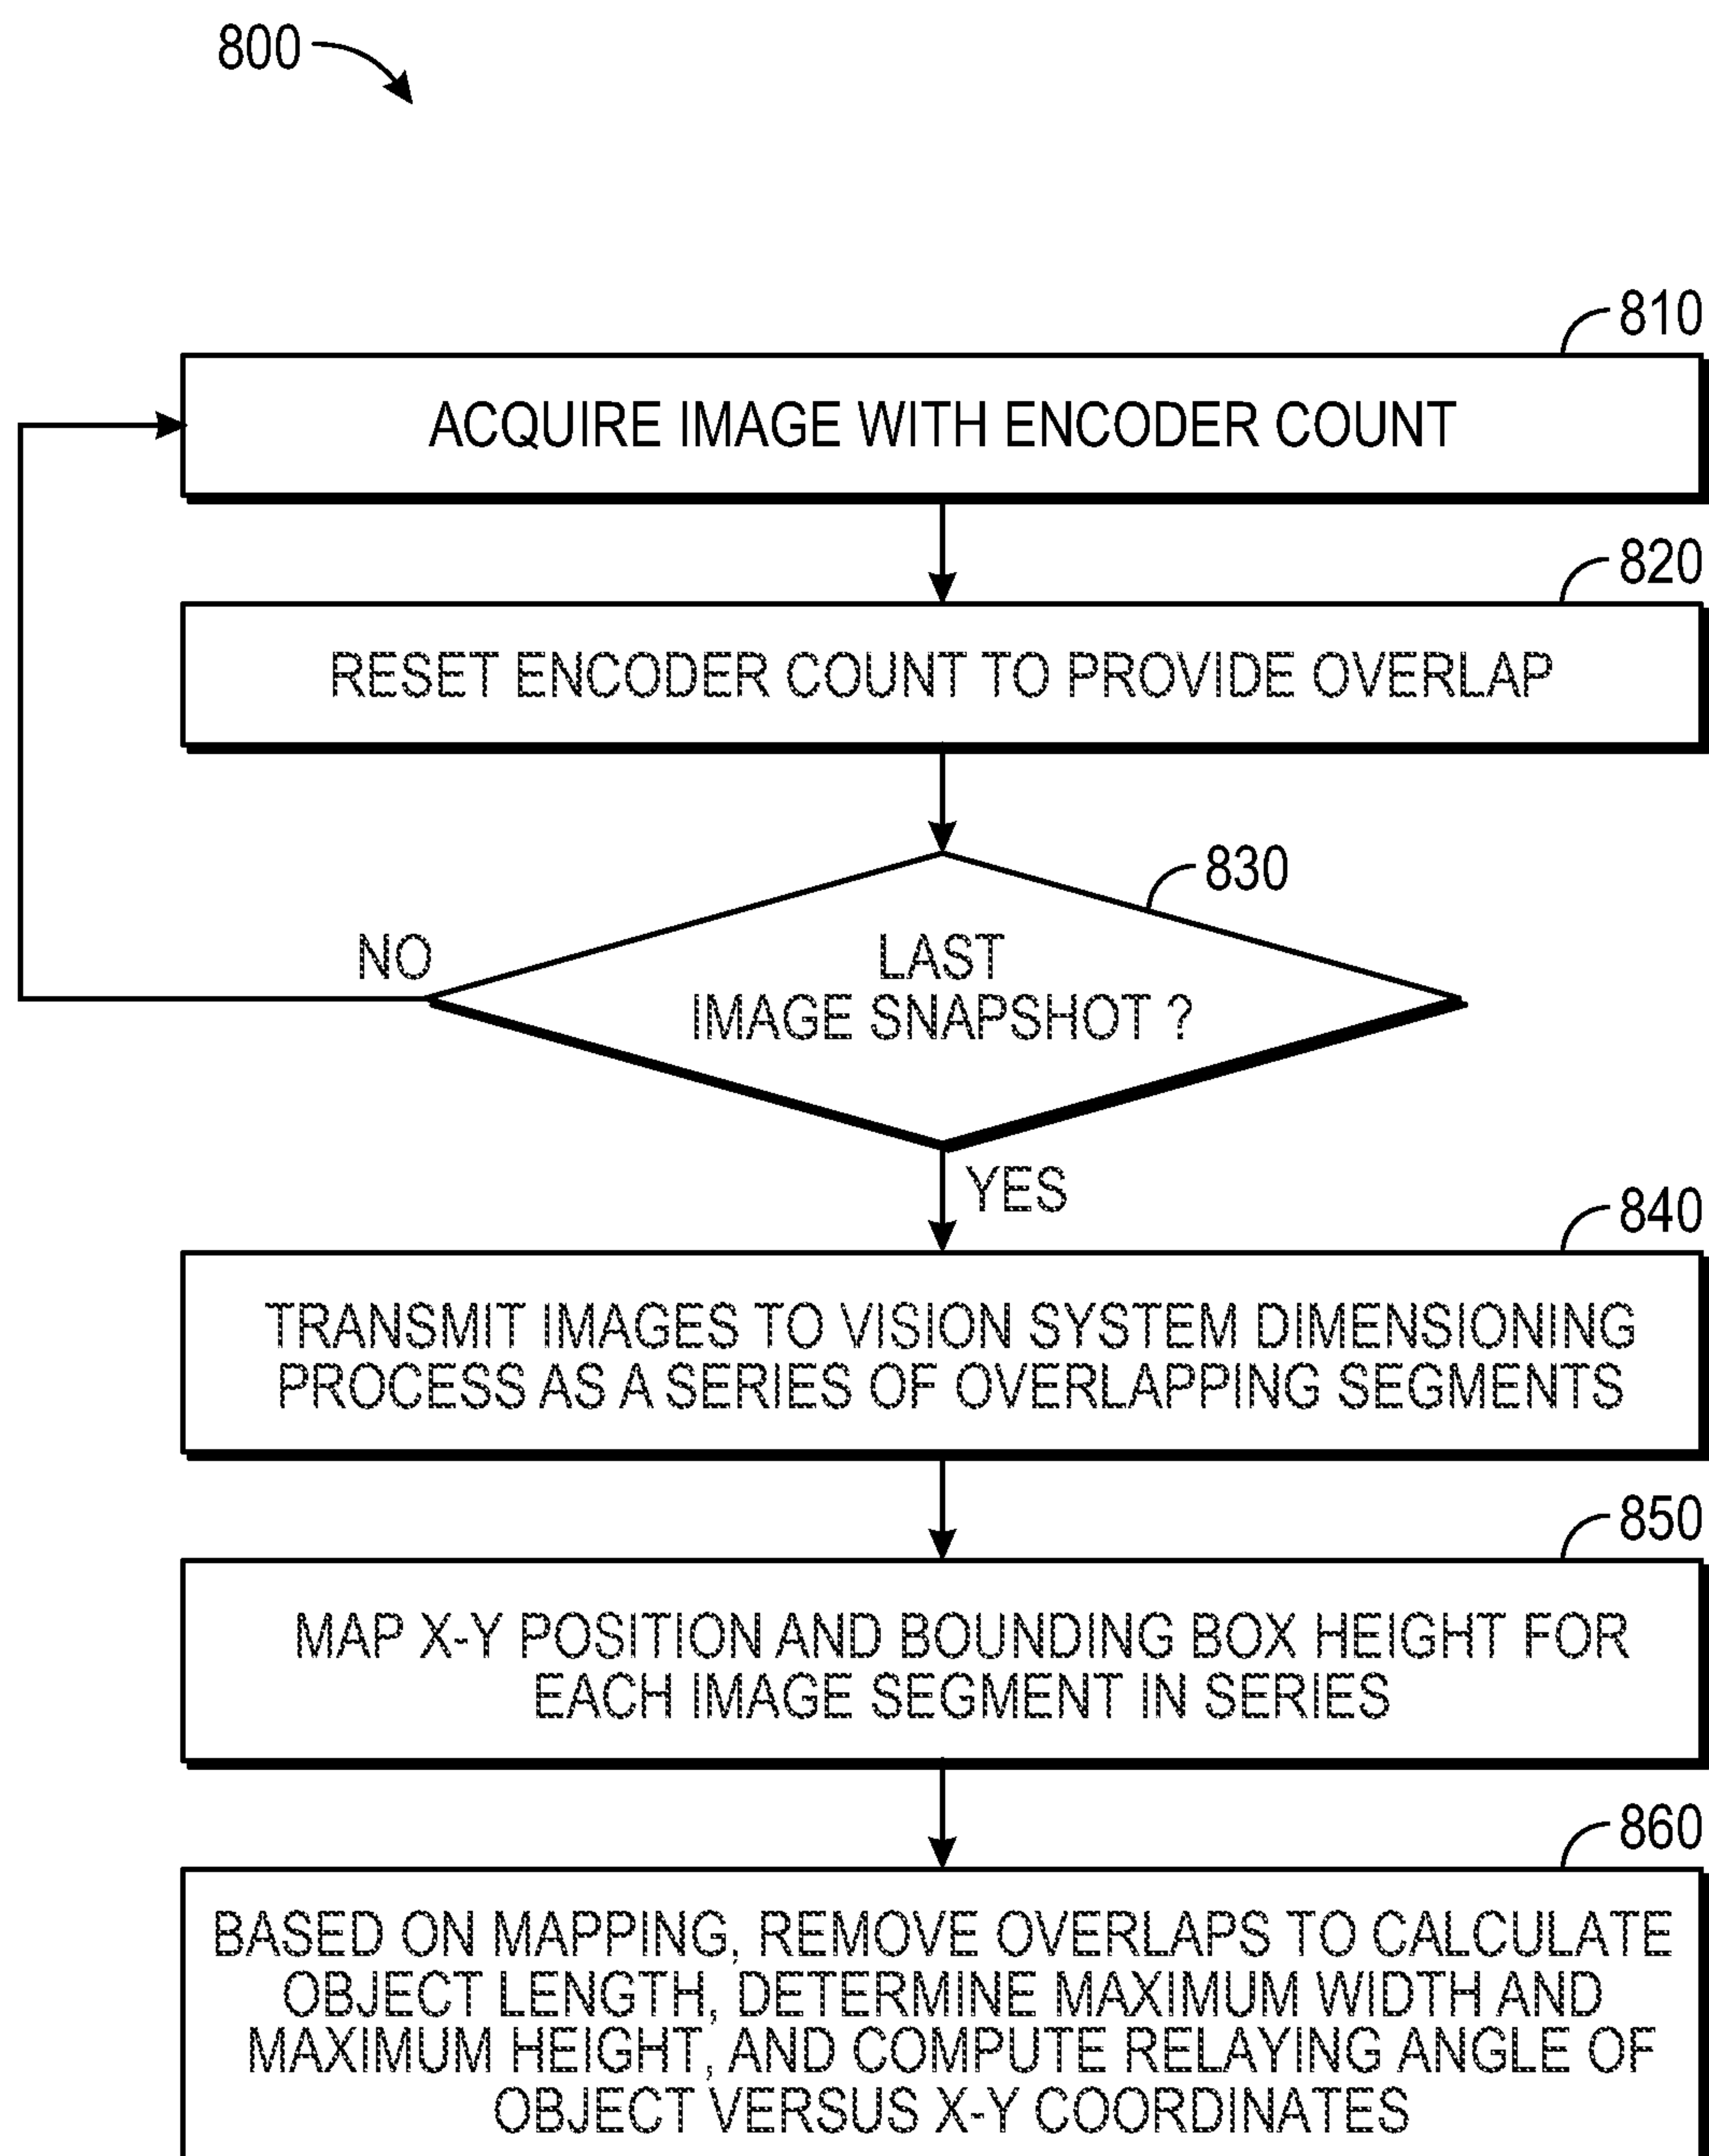 800
810
ACQUIRE IMAGE WITH ENCODER COUNT
820
RESET ENCODER COUNT TO PROVIDE OVERLAP
830
NO
LAST
IMAGE SNAPSHOT ?
YES
840
TRANSMIT IMAGES TO VISION SYSTEM DIMENSIONING
PROCESS AS A SERIES OF OVERLAPPING SEGMENTS
850
MAP X-Y POSITION AND BOUNDING BOX HEIGHT FOR
EACH IMAGE SEGMENT IN SERIES
860
BASED ON MAPPING, REMOVE OVERLAPS TO CALCULATE
OBJECT LENGTH, DETERMINE MAXIMUM WIDTH AND
MAXIMUM HEIGHT, AND COMPUTE RELAYING ANGLE OF
OBJECT VERSUS X-Y COORDINATES